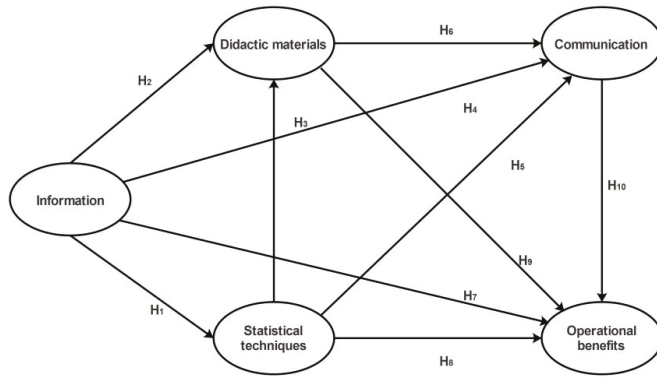 Didactic materials
H6
Communication
H2
H3
H4
H5
Information
H10
H9
H1
H7
Statistical
techniques
H8
Operational
benefits